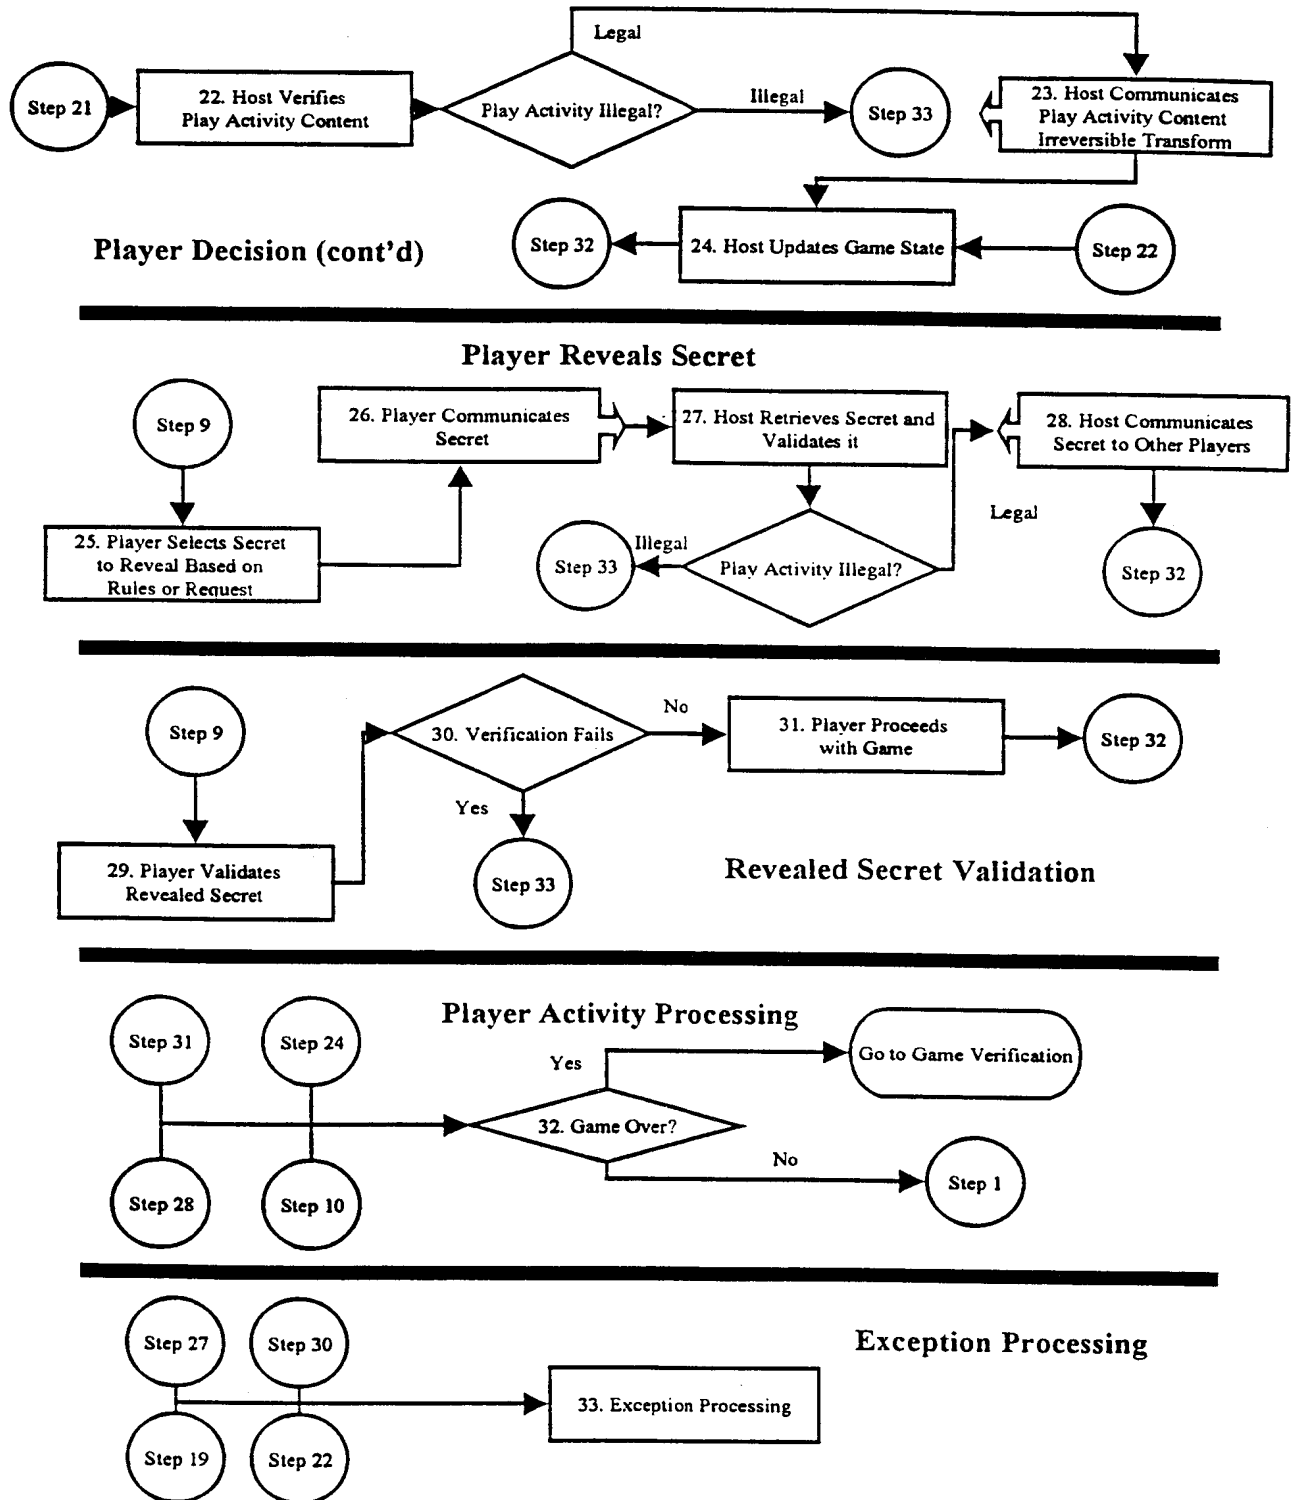 Legal
Step 21
22. Host Verifies
Play Activity Content
Play Activity Illegal?
Illegal
Step 33
23. Host Communicates
Play Activity Content
Irreversible Transform
Player Decision (cont'd)
Step 32
24. Host Updates Game State
Step 22
Player Reveals Secret
Step 9
26. Player Communicates
Secret
27. Host Retrieves Secret and
Validates it
28. Host Communicates
Secret to Other Players
25. Player Selects Secret
to Reveal Based on
Rules or Request
Step 33
Illegal
Play Activity Illegal?
Legal
Step 32
Step 9
30. Verification Fails
No
31. Player Proceeds
with Game
Step 32
Yes
29. Player Validates
Revealed Secret
Step 33
Revealed Secret Validation
Player Activity Processing
Step 31
Step 24
Yes
Go to Game Verification
32. Game Over?
No
Step 28
Step 10
Step 1
Exception Processing
Step 27
Step 30
33. Exception Processing
Step 19
Step 22